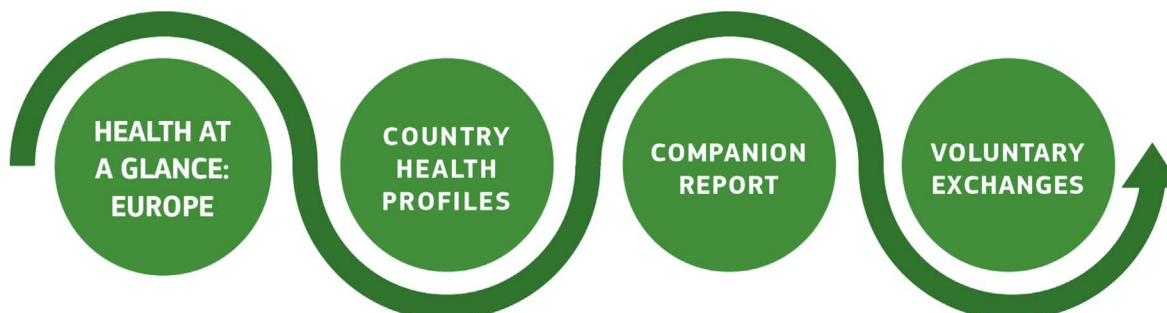 HEALTH AT
A GLANCE:
EUROPE
COUNTRY
HEALTH
PROFILES
COMPANION
REPORT
VOLUNTARY
EXCHANGES